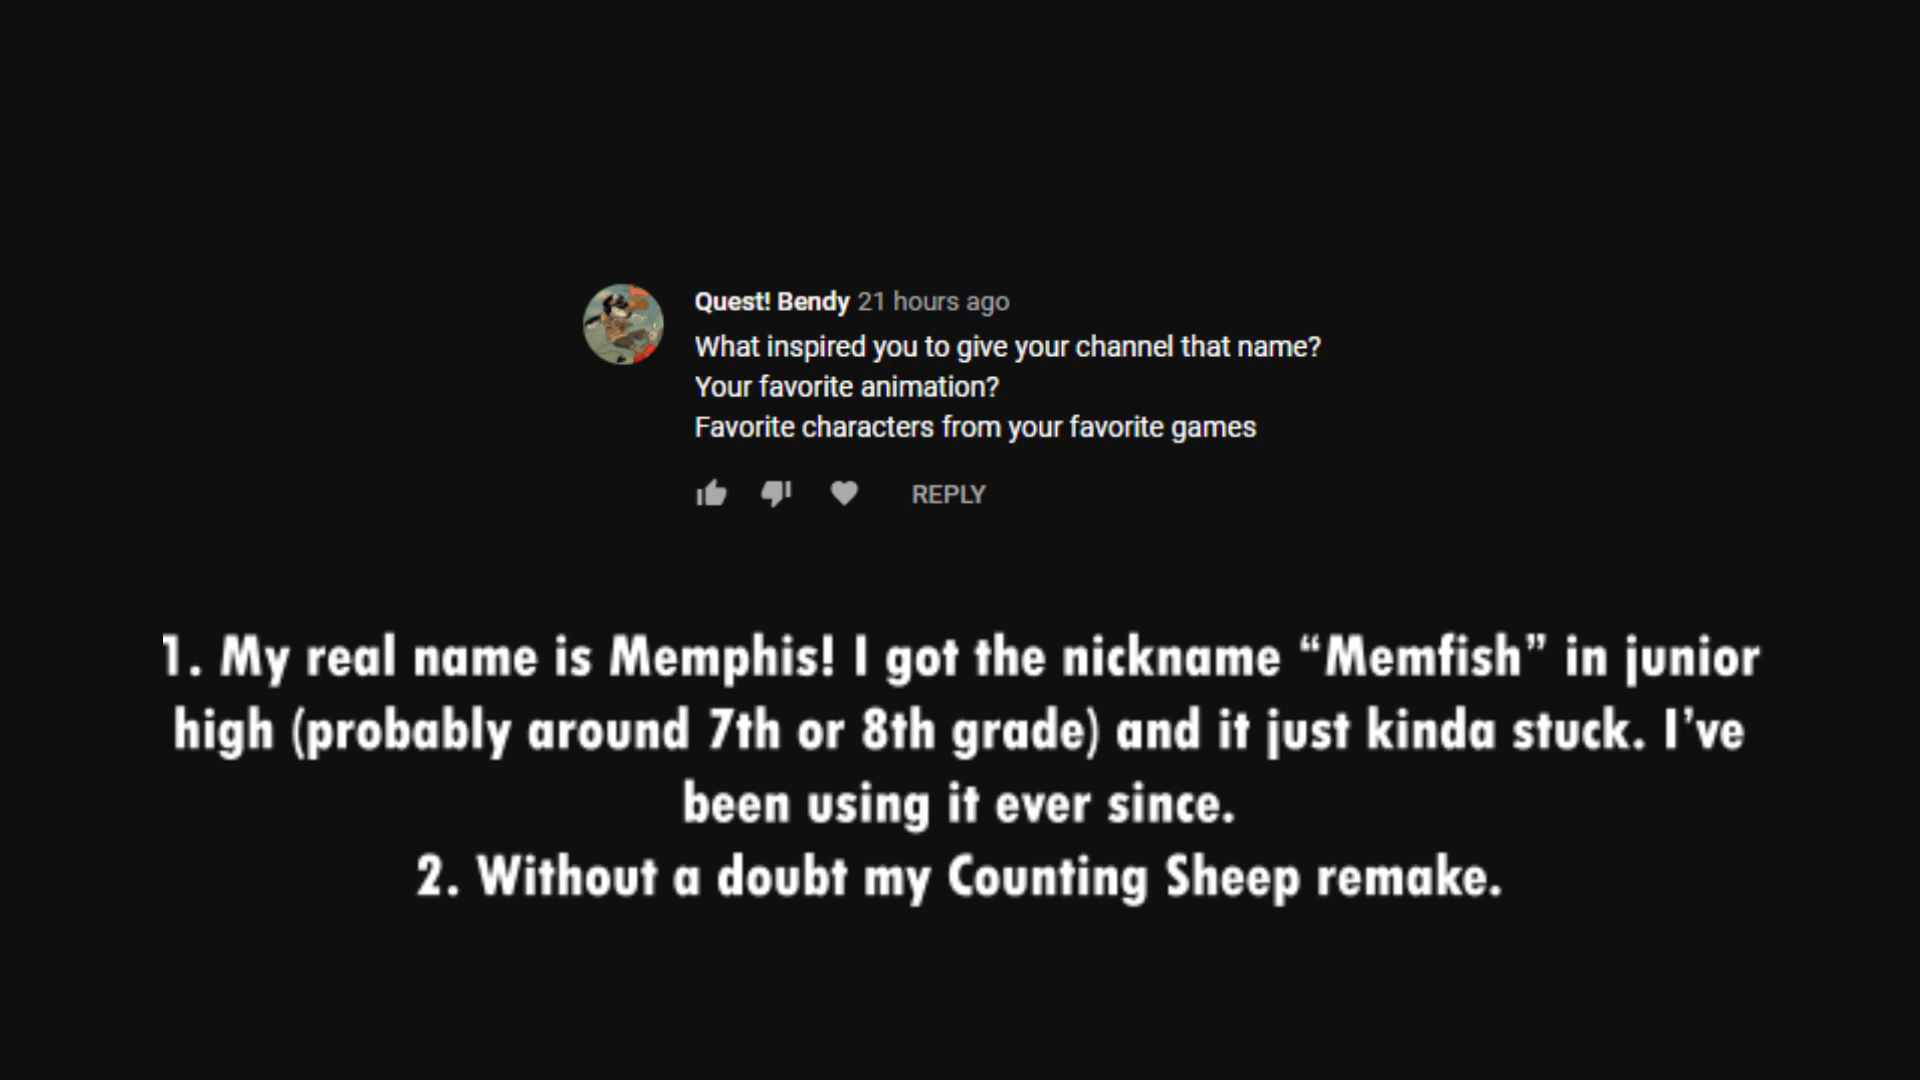 Quest! Bendy 21 hours ago
What inspired you to give your channel that name?
Your favorite animation?
Favorite characters from your favorite games
REPLY
1. My real name is Memphis! I got the nickname “Memfish” in junior
high (probably around 7th or 8th grade) and it just kinda stuck. I’ve
been using it ever since.
2. Without a doubt my Counting Sheep remake.